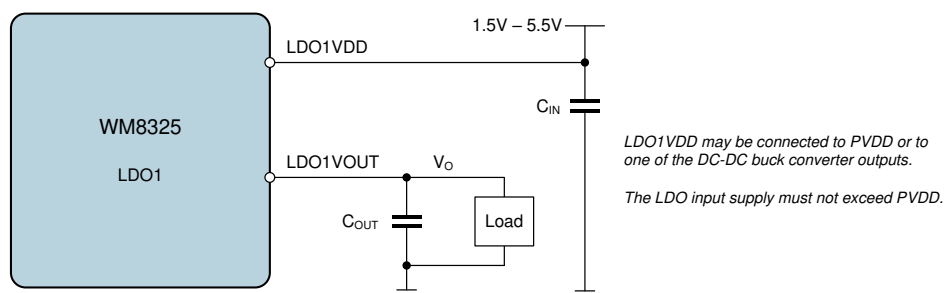 1.5V – 5.5V
LDO1VDD
C_IN
WM8325
LDO1
LDO1VOUT
V_O
C_OUT
Load
LDO1VDD may be connected to PVDD or to
one of the DC-DC buck converter outputs.
The LDO input supply must not exceed PVDD.